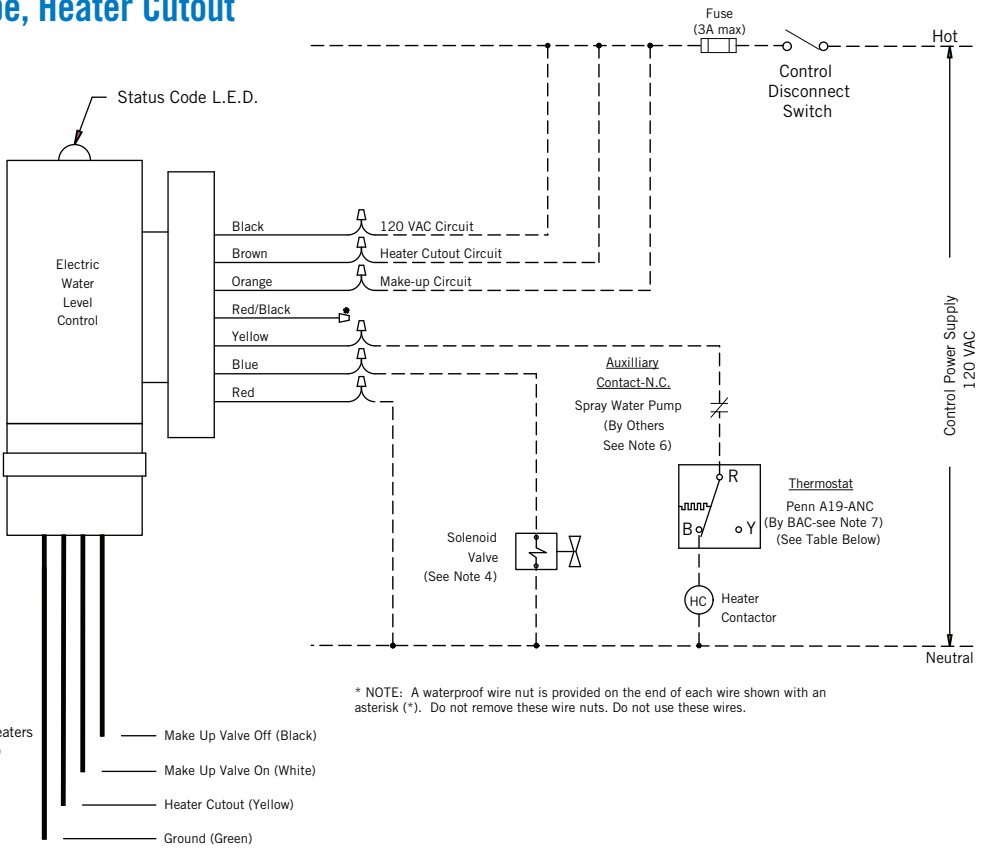 be, Heater Cutout
Fuse
(3A max)
Hot
Control
Disconnect
Switch
Status Code L.E.D.
Electric
Water
Level
Control
Black
120 VAC Circuit
Brown
Heater Cutout Circuit
Orange
Make-up Circuit
Red/Black
*
Yellow
Blue
Red
Auxilliary
Contact-N.C.
Spray Water Pump
(By Others
See Note 6)
R
B
Y
Thermostat
Penn A19-ANC
(By BAC-see Note 7)
(See Table Below)
Control Power Supply
120 VAC
Solenoid
Valve
(See Note 4)
HC
Heater
Contactor
Neutral
* NOTE: A waterproof wire nut is provided on the end of each wire shown with an
asterisk (*). Do not remove these wire nuts. Do not use these wires.
eaters
)
Make Up Valve Off (Black)
Make Up Valve On (White)
Heater Cutout (Yellow)
Ground (Green)